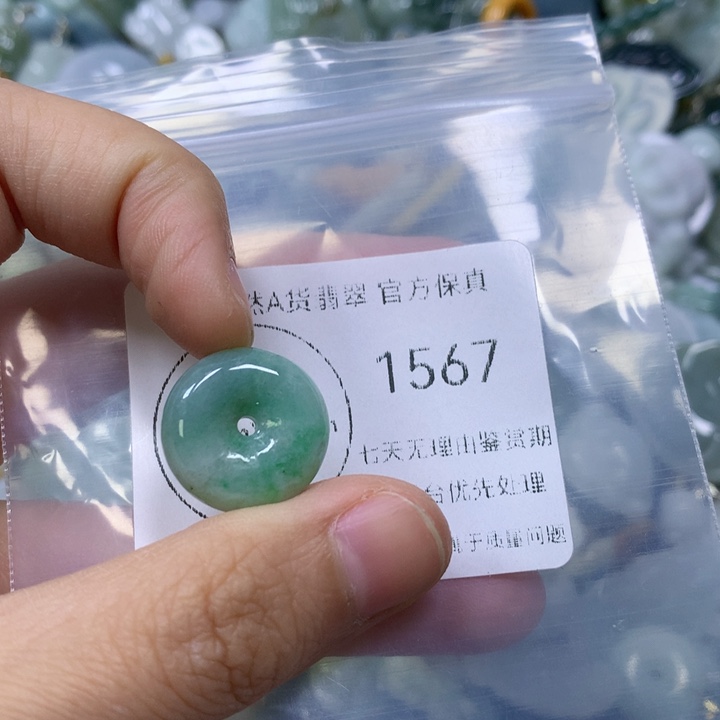 然A货翡翠 官方保真
1567
七天无理由鉴赏期
台优先处理
属于质量问题